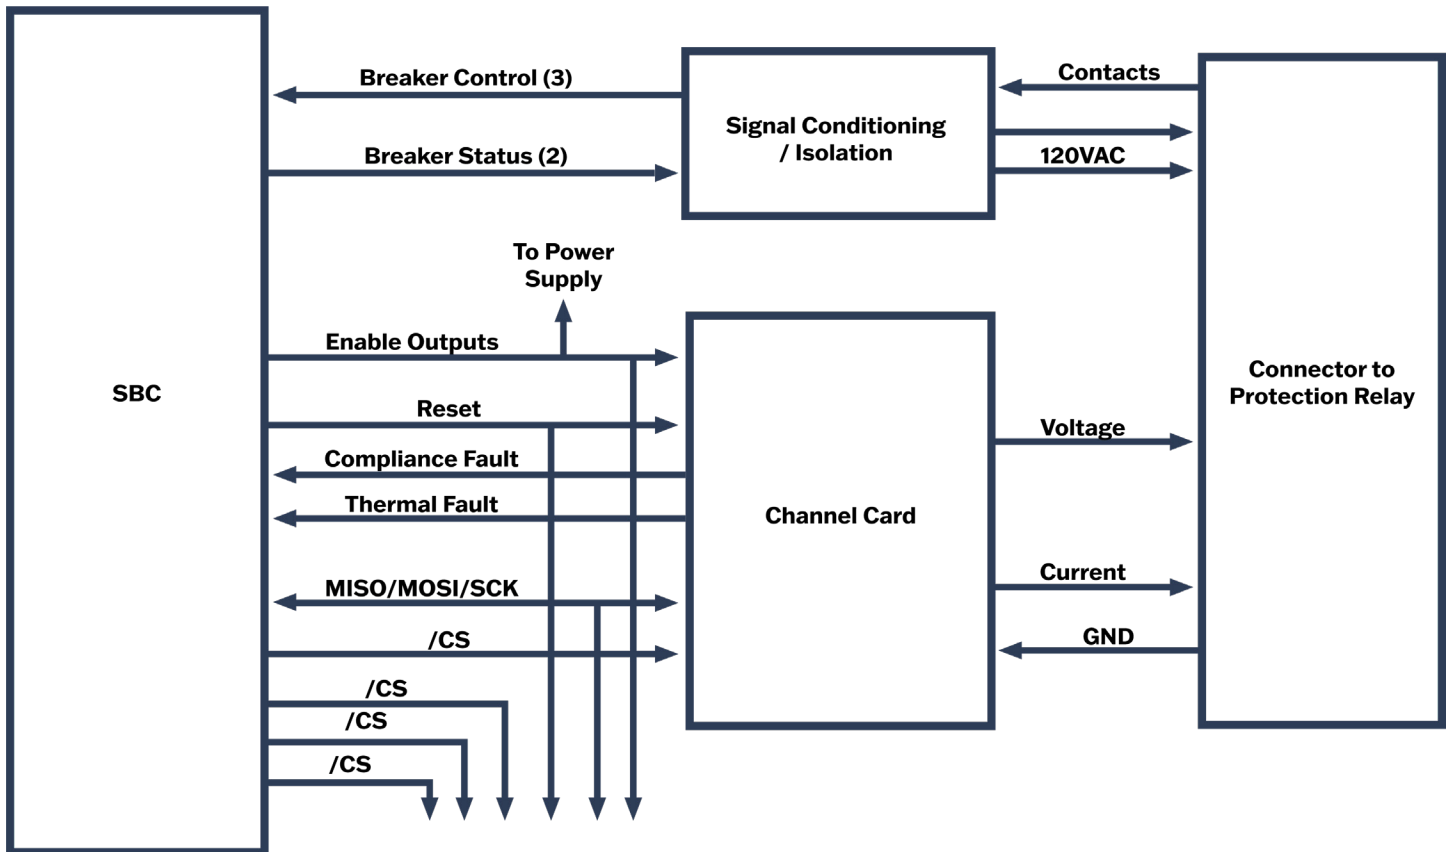 Breaker Control (3)
Contacts
Signal Conditioning
/ Isolation
Breaker Status (2)
120VAC
To Power
Supply
Enable Outputs
SBC
Connector to
Protection Relay
Reset
Voltage
Compliance Fault
Thermal Fault
Channel Card
MISO/MOSI/SCK
Current
/CS
GND
/CS
/CS
/CS